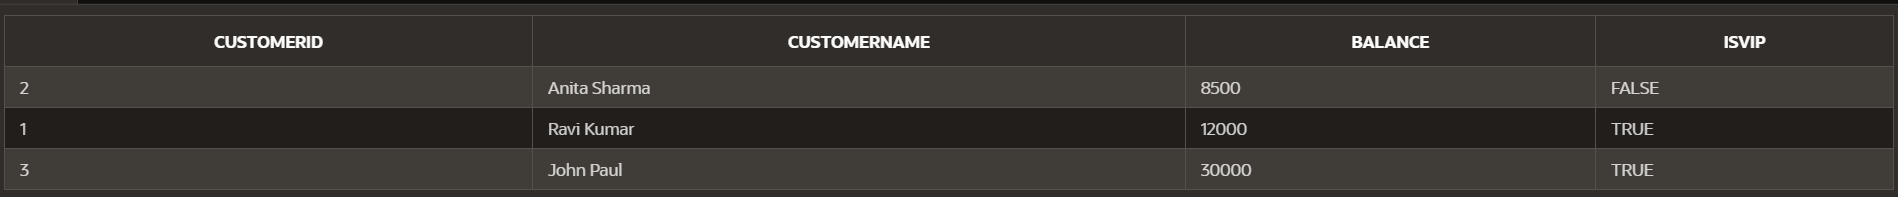 CUSTOMERID CUSTOMERNAME BALANCE ISVIP
2 Anita Sharma 8500 FALSE
1 Ravi Kumar 12000 TRUE
3 John Paul 30000 TRUE